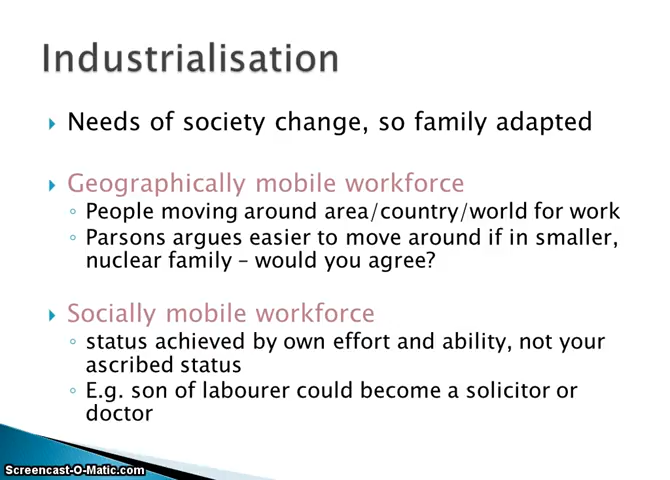 Industrialisation
Needs of society change, so family adapted
Geographically mobile workforce
People moving around area/country/world for work
Parsons argues easier to move around if in smaller,
nuclear family – would you agree?
Socially mobile workforce
status achieved by own effort and ability, not your
ascribed status
E.g. son of labourer could become a solicitor or
doctor
Screencast-O-Matic.com